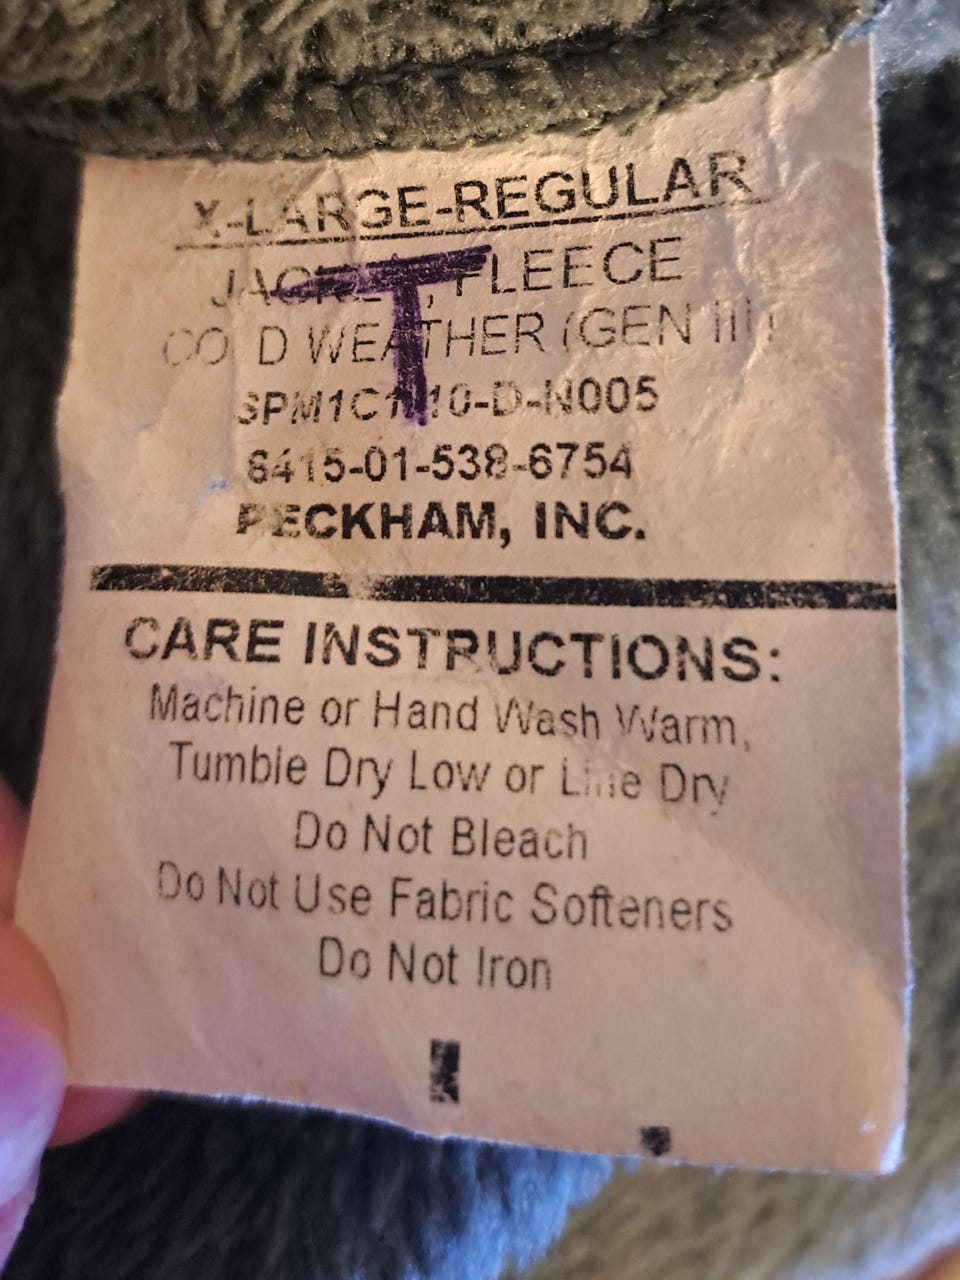 X-LARGE-REGULAR
JACKET, FLEECE
T
COLD WEATHER (GEN III)
8415-01-538-6754
PECKHAM, INC.
CARE INSTRUCTIONS:
Machine or Hand Wash Warm,
Tumble Dry Low or Line Dry
Do Not Bleach
Do Not Use Fabric Softeners
Do Not Iron